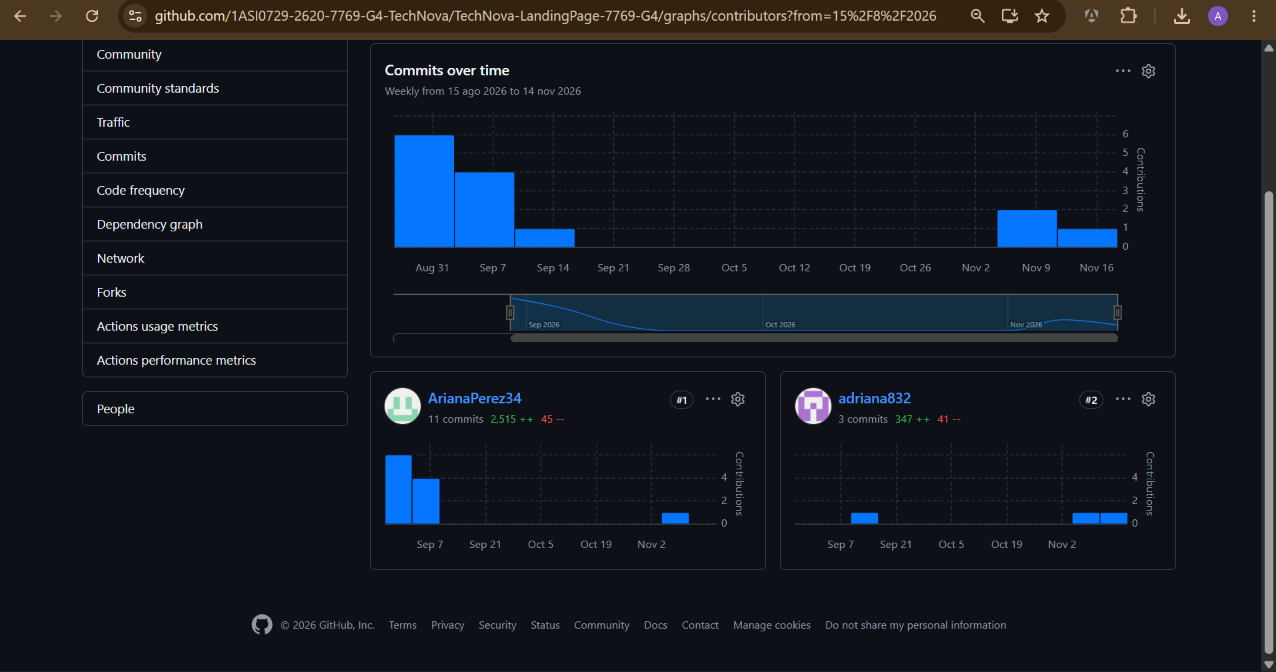 github.com/1ASI0729-2620-7769-G4-TechNova/TechNova-LandingPage-7769-G4/graphs/contributors?from=15%2F8%2F2026
A
Community
Community standards
Traffic
Commits
Code frequency
Dependency graph
Network
Forks
Actions usage metrics
Actions performance metrics
People
Commits over time
Weekly from 15 ago 2026 to 14 nov 2026
6
5
4
3
2
1
0
Contributions
Aug 31 Sep 7 Sep 14 Sep 21 Sep 28 Oct 5 Oct 12 Oct 19 Oct 26 Nov 2 Nov 9 Nov 16
Sep 2026 Oct 2026 Nov 2026
ArianaPerez34
#1
11 commits 2,515 ++ 45 --
4
2
0
Contributions
Sep 7 Sep 21 Oct 5 Oct 19 Nov 2
adriana832
#2
3 commits 347 ++ 41 --
4
2
0
Contributions
Sep 7 Sep 21 Oct 5 Oct 19 Nov 2
© 2026 GitHub, Inc. Terms Privacy Security Status Community Docs Contact Manage cookies Do not share my personal information